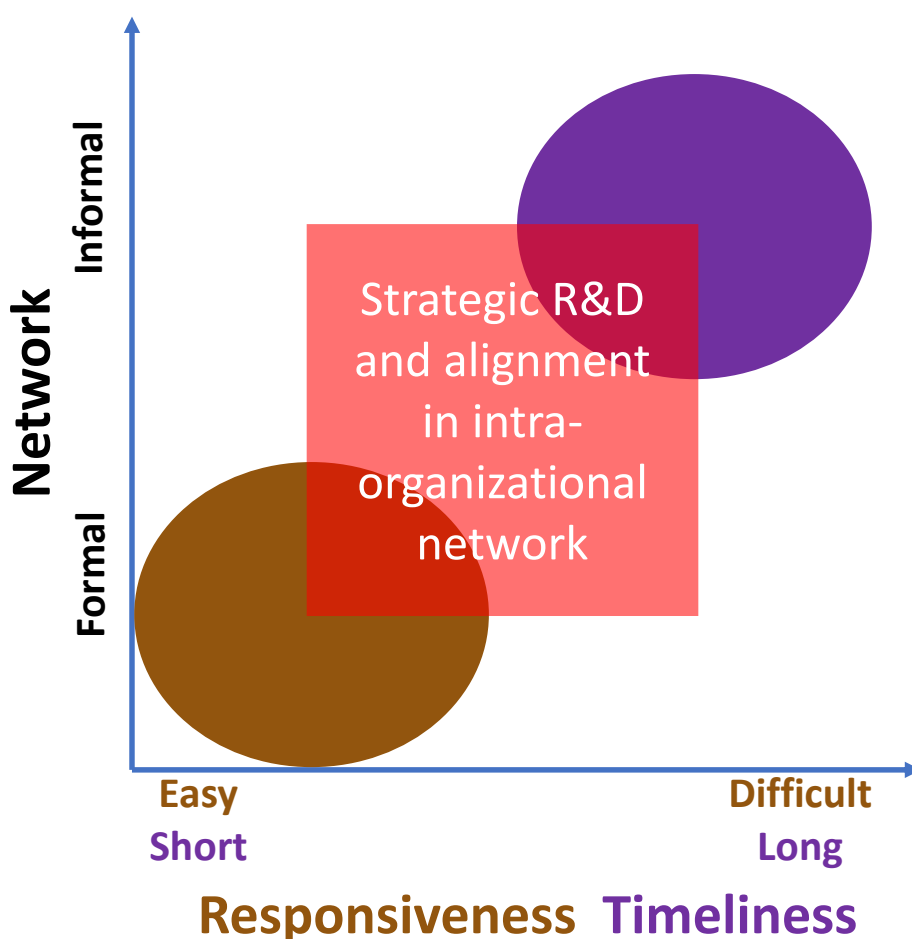 Informal
Network
Formal
Strategic R&D
and alignment
in intra-
organizational
network
Easy
Difficult
Short
Long
Responsiveness Timeliness